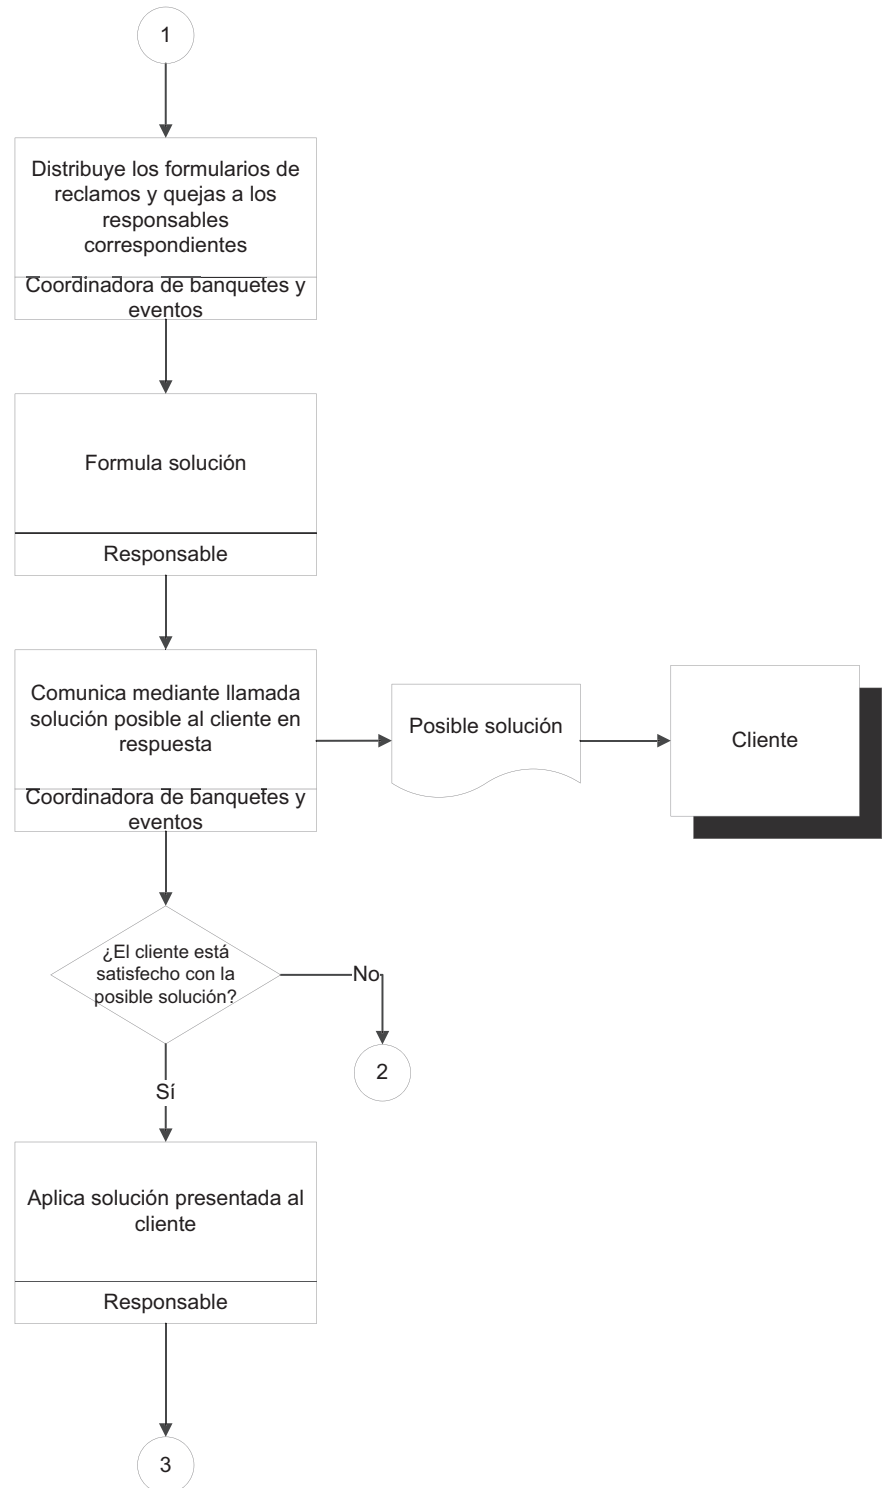 1
Distribuye los formularios de
reclamos y quejas a los
responsables
correspondientes
Coordinadora de banquetes y
eventos
Formula solución
Responsable
Comunica mediante llamada
solución posible al cliente en
respuesta
Coordinadora de banquetes y
eventos
Posible solución
Cliente
¿El cliente está
satisfecho con la
posible solución?
No
2
Sí
Aplica solución presentada al
cliente
Responsable
3